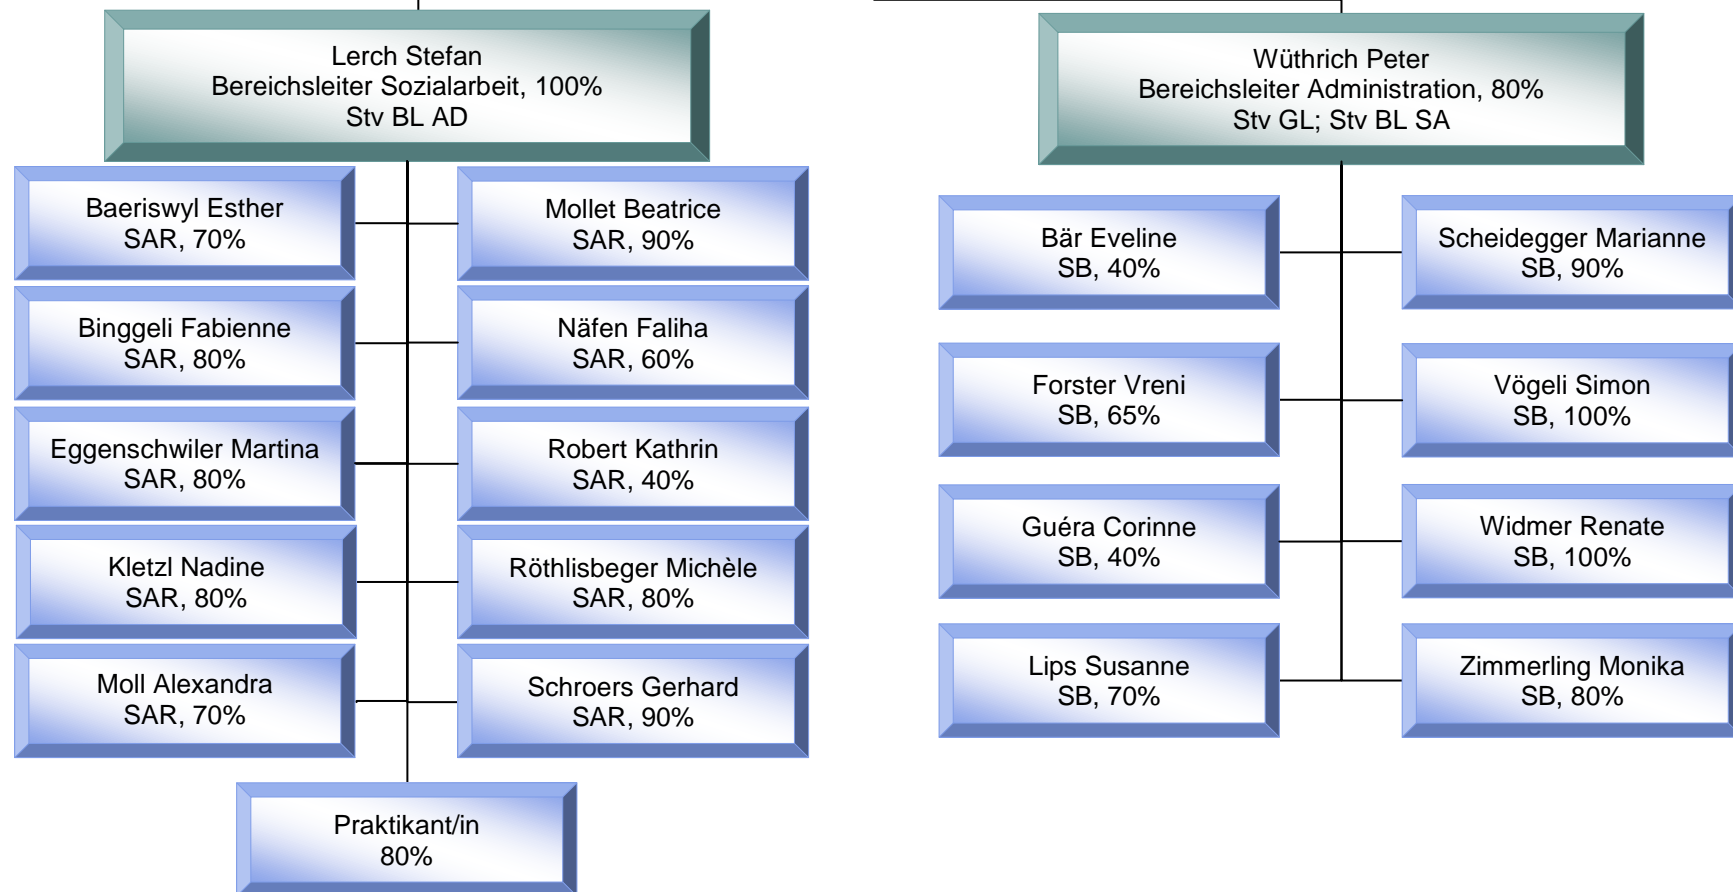 Lerch Stefan
Bereichsleiter Sozialarbeit, 100%
Stv BL AD
Baeriswyl Esther
SAR, 70%
Mollet Beatrice
SAR, 90%
Binggeli Fabienne
SAR, 80%
Näfen Faliha
SAR, 60%
Eggenschwiler Martina
SAR, 80%
Robert Kathrin
SAR, 40%
Kletzl Nadine
SAR, 80%
Röthlisbeger Michèle
SAR, 80%
Moll Alexandra
SAR, 70%
Schroers Gerhard
SAR, 90%
Praktikant/in
80%
Wüthrich Peter
Bereichsleiter Administration, 80%
Stv GL; Stv BL SA
Bär Eveline
SB, 40%
Scheidegger Marianne
SB, 90%
Forster Vreni
SB, 65%
Vögeli Simon
SB, 100%
Guéra Corinne
SB, 40%
Widmer Renate
SB, 100%
Lips Susanne
SB, 70%
Zimmerling Monika
SB, 80%